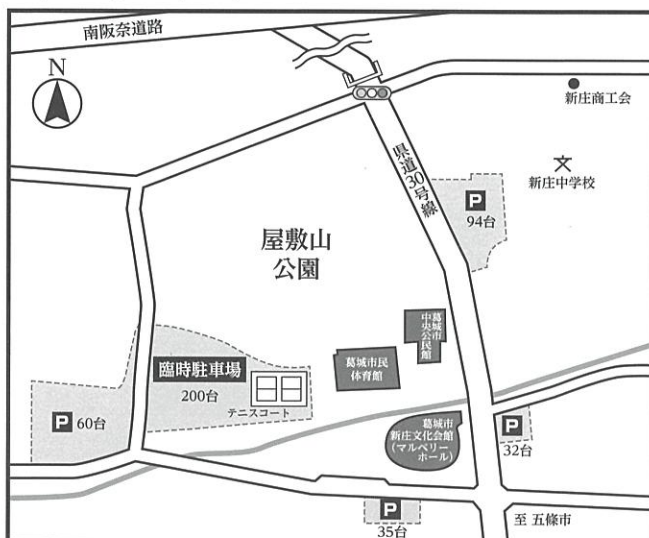 南阪奈道路
N
新庄商工会
文
新庄中学校
県道30号線
P
94台
屋敷山
公園
葛城市
中央公民館
葛城市民
体育館
臨時駐車場
200台
テニスコート
P 60台
葛城市
新庄文化会館
(マルベリー
ホール)
P
32台
P
35台
至 五條市